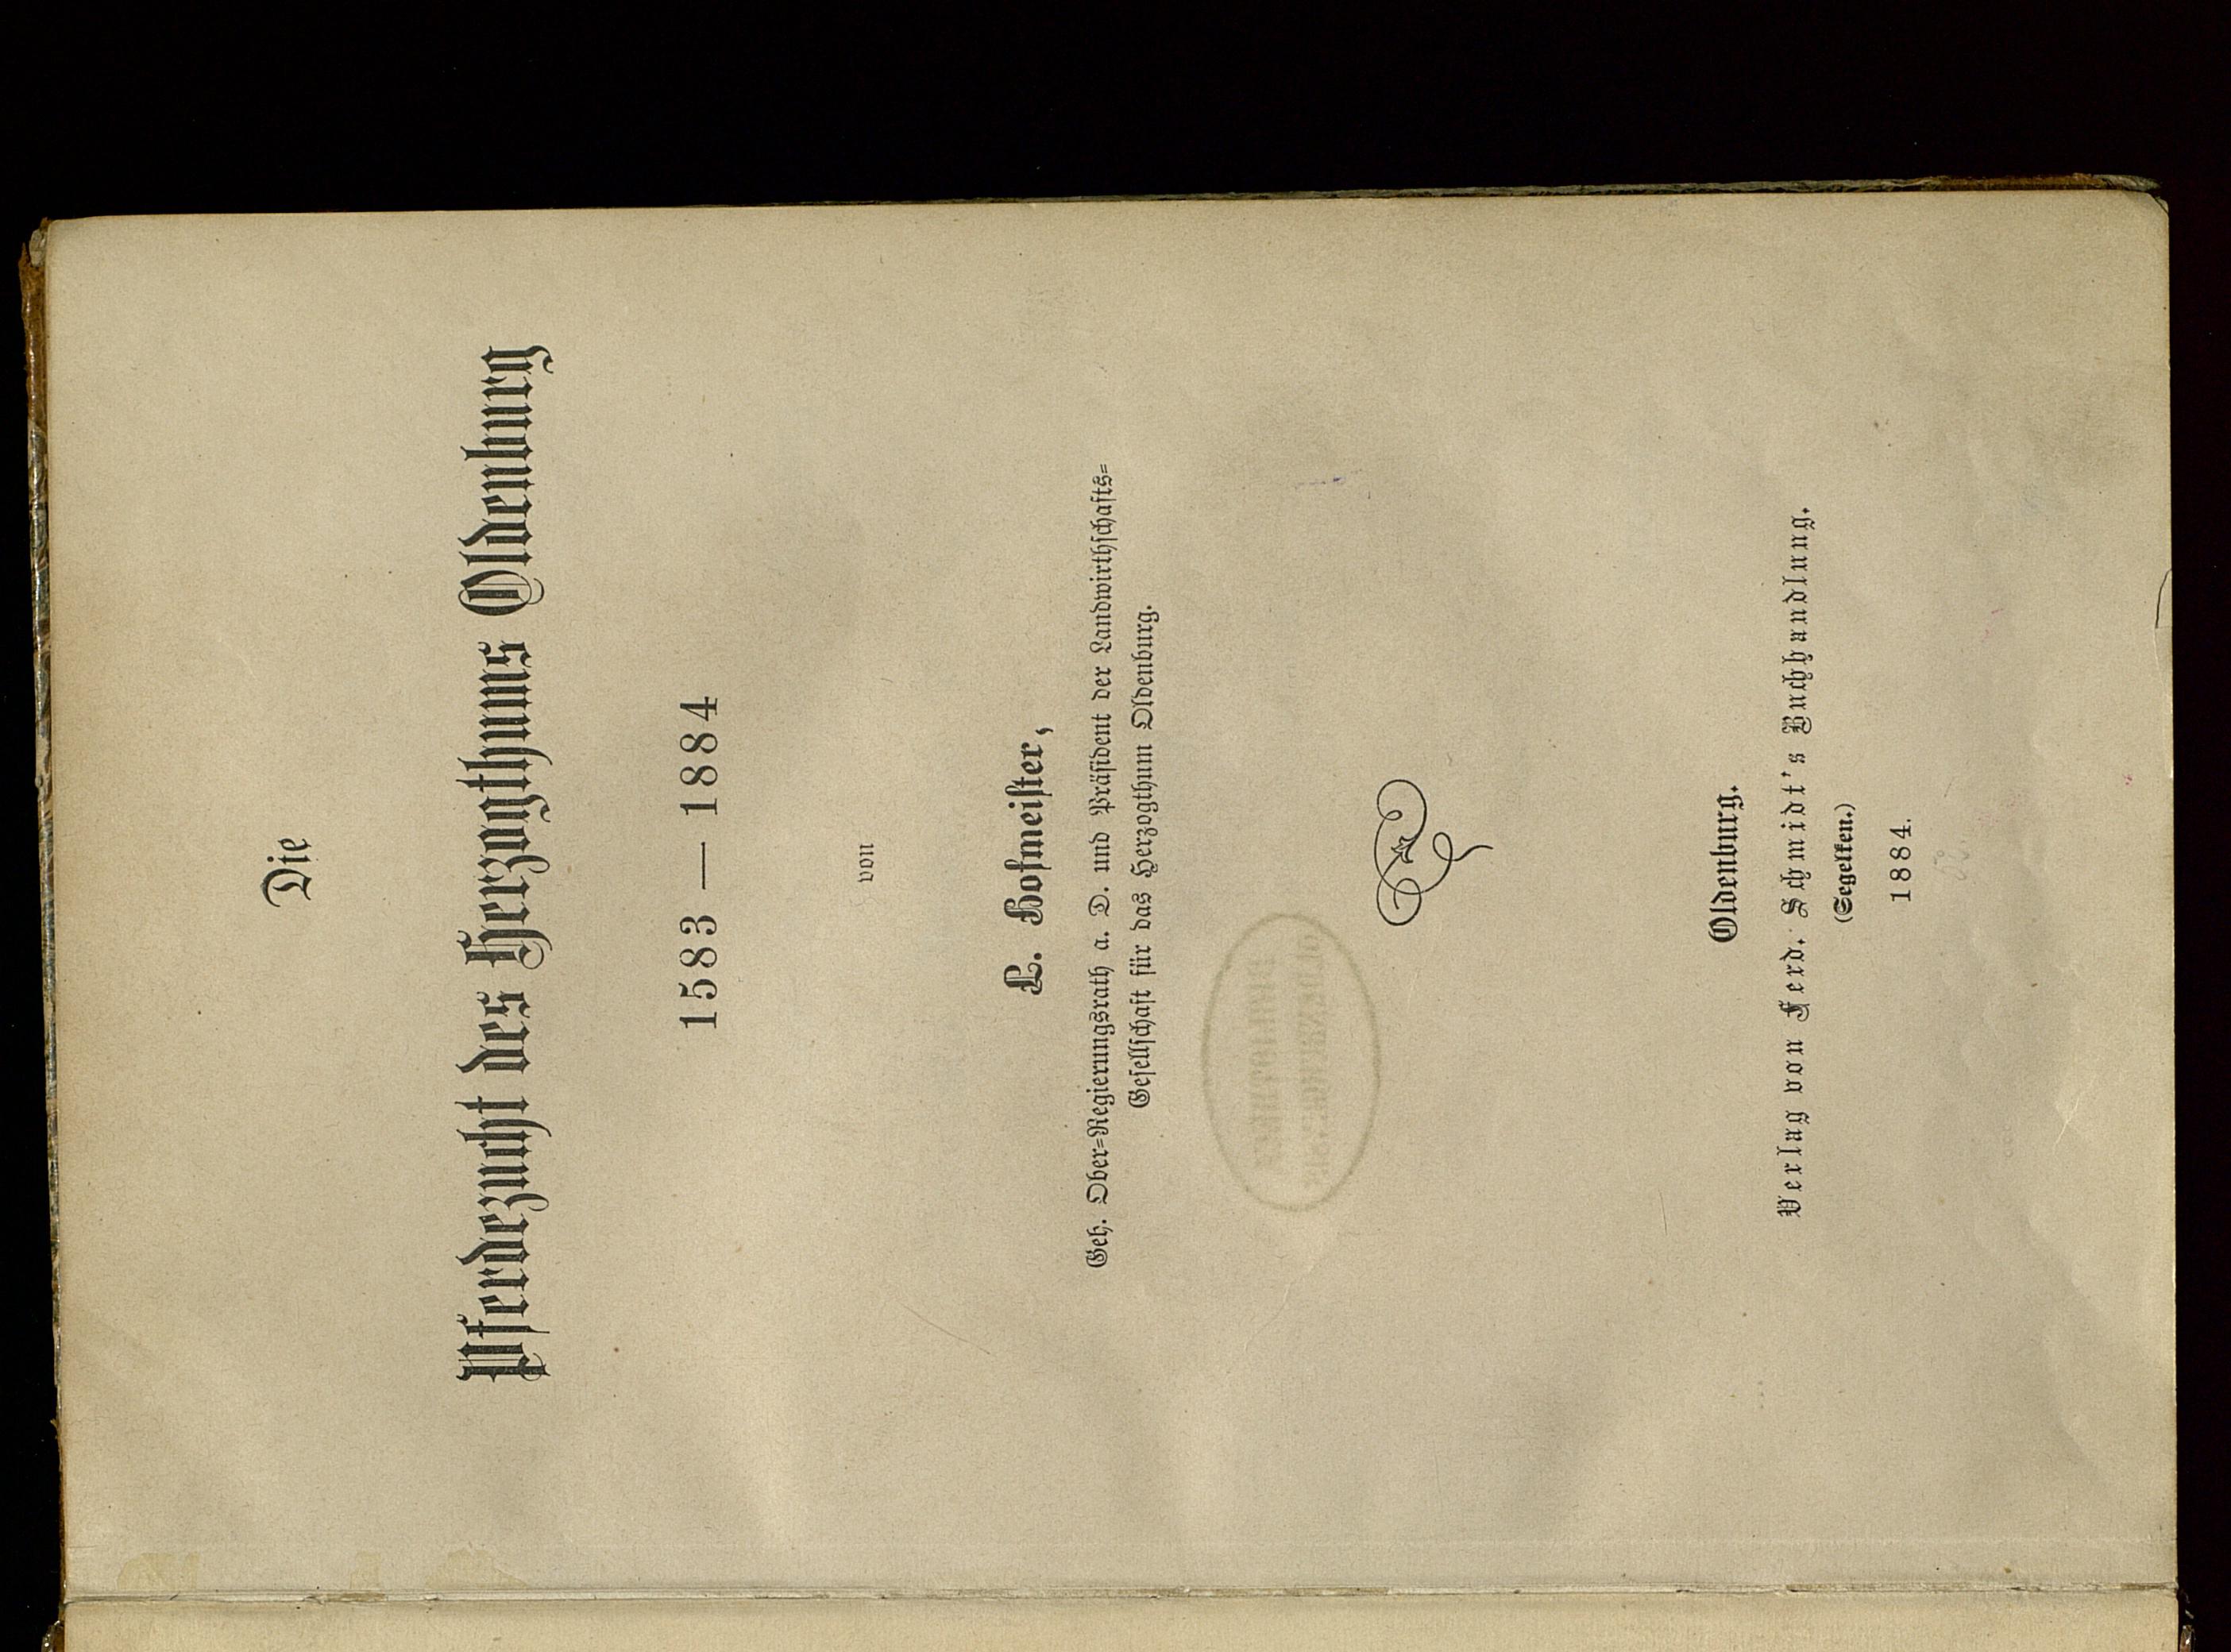 Die
Pferdezucht des Herzogthums Oldenburg
1583 — 1884
von
L. Hofmeister,
Geh. Ober=Regierungsrath a. D. und Präsident der Landwirthschafts=
Gesellschaft für das Herzogthum Oldenburg.
Oldenburg.
Verlag von Ferd. Schmidt's Buchhandlung.
(Segelken.)
1884.